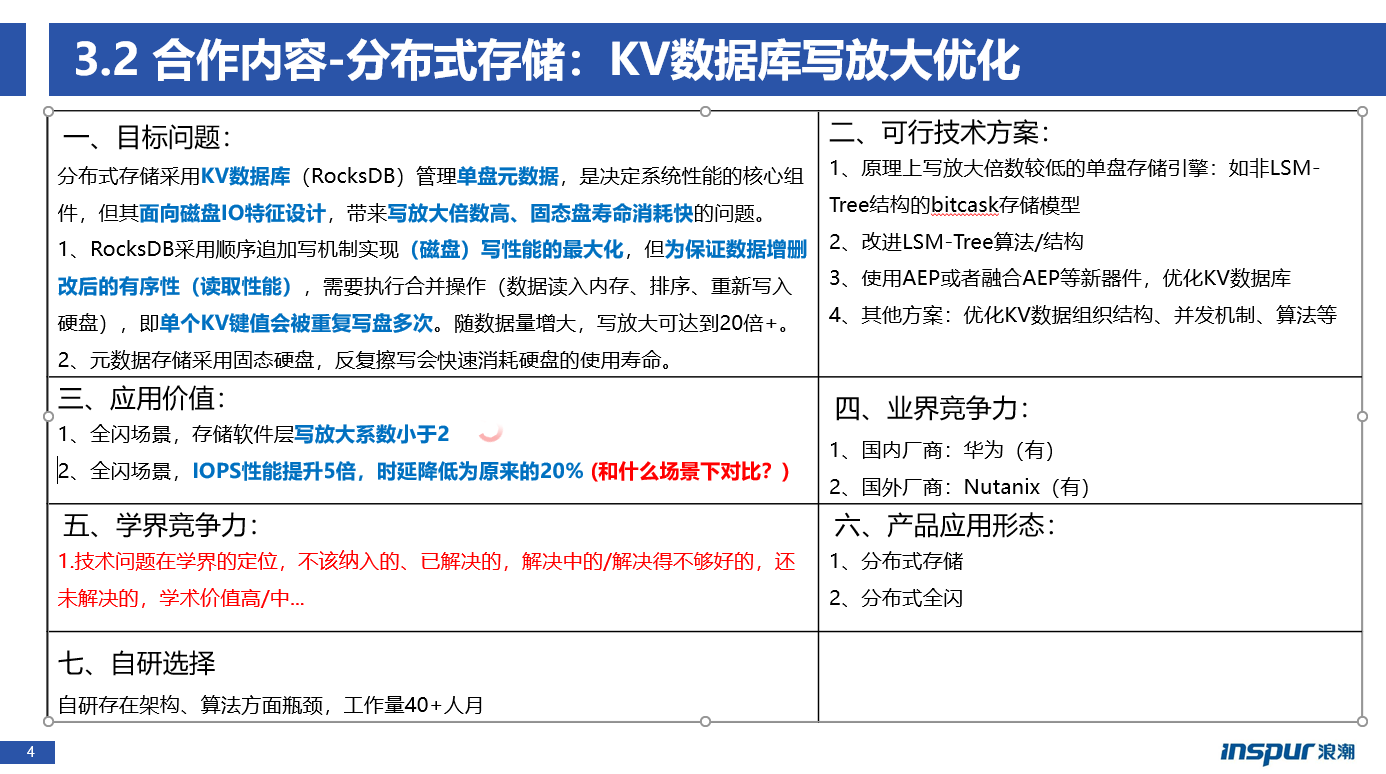 3.2 合作内容-分布式存储：KV数据库写放大优化
一、目标问题：
分布式存储采用KV数据库（RocksDB）管理单盘元数据，是决定系统性能的核心组
件，但其面向磁盘IO特征设计，带来写放大倍数高、固态盘寿命消耗快的问题。
1、RocksDB采用顺序追加写机制实现（磁盘）写性能的最大化，但为保证数据增删
改后的有序性（读取性能），需要执行合并操作（数据读入内存、排序、重新写入
硬盘），即单个KV键值会被重复写盘多次。随数据量增大，写放大可达到20倍+。
2、元数据存储采用固态硬盘，反复擦写会快速消耗硬盘的使用寿命。
二、可行技术方案：
1、原理上写放大倍数较低的单盘存储引擎：如非LSM-
Tree结构的bitcask存储模型
2、改进LSM-Tree算法/结构
3、使用AEP或者融合AEP等新器件，优化KV数据库
4、其他方案：优化KV数据组织结构、并发机制、算法等
三、应用价值：
1、全闪场景，存储软件层写放大系数小于2
2、全闪场景，IOPS性能提升5倍，时延降低为原来的20% (和什么场景下对比？)
四、业界竞争力：
1、国内厂商：华为（有）
2、国外厂商：Nutanix（有）
五、学界竞争力：
1.技术问题在学界的定位，不该纳入的、已解决的，解决中的/解决得不够好的，还
未解决的，学术价值高/中...
六、产品应用形态：
1、分布式存储
2、分布式全闪
七、自研选择
自研存在架构、算法方面瓶颈，工作量40+人月
4
inspur 浪潮